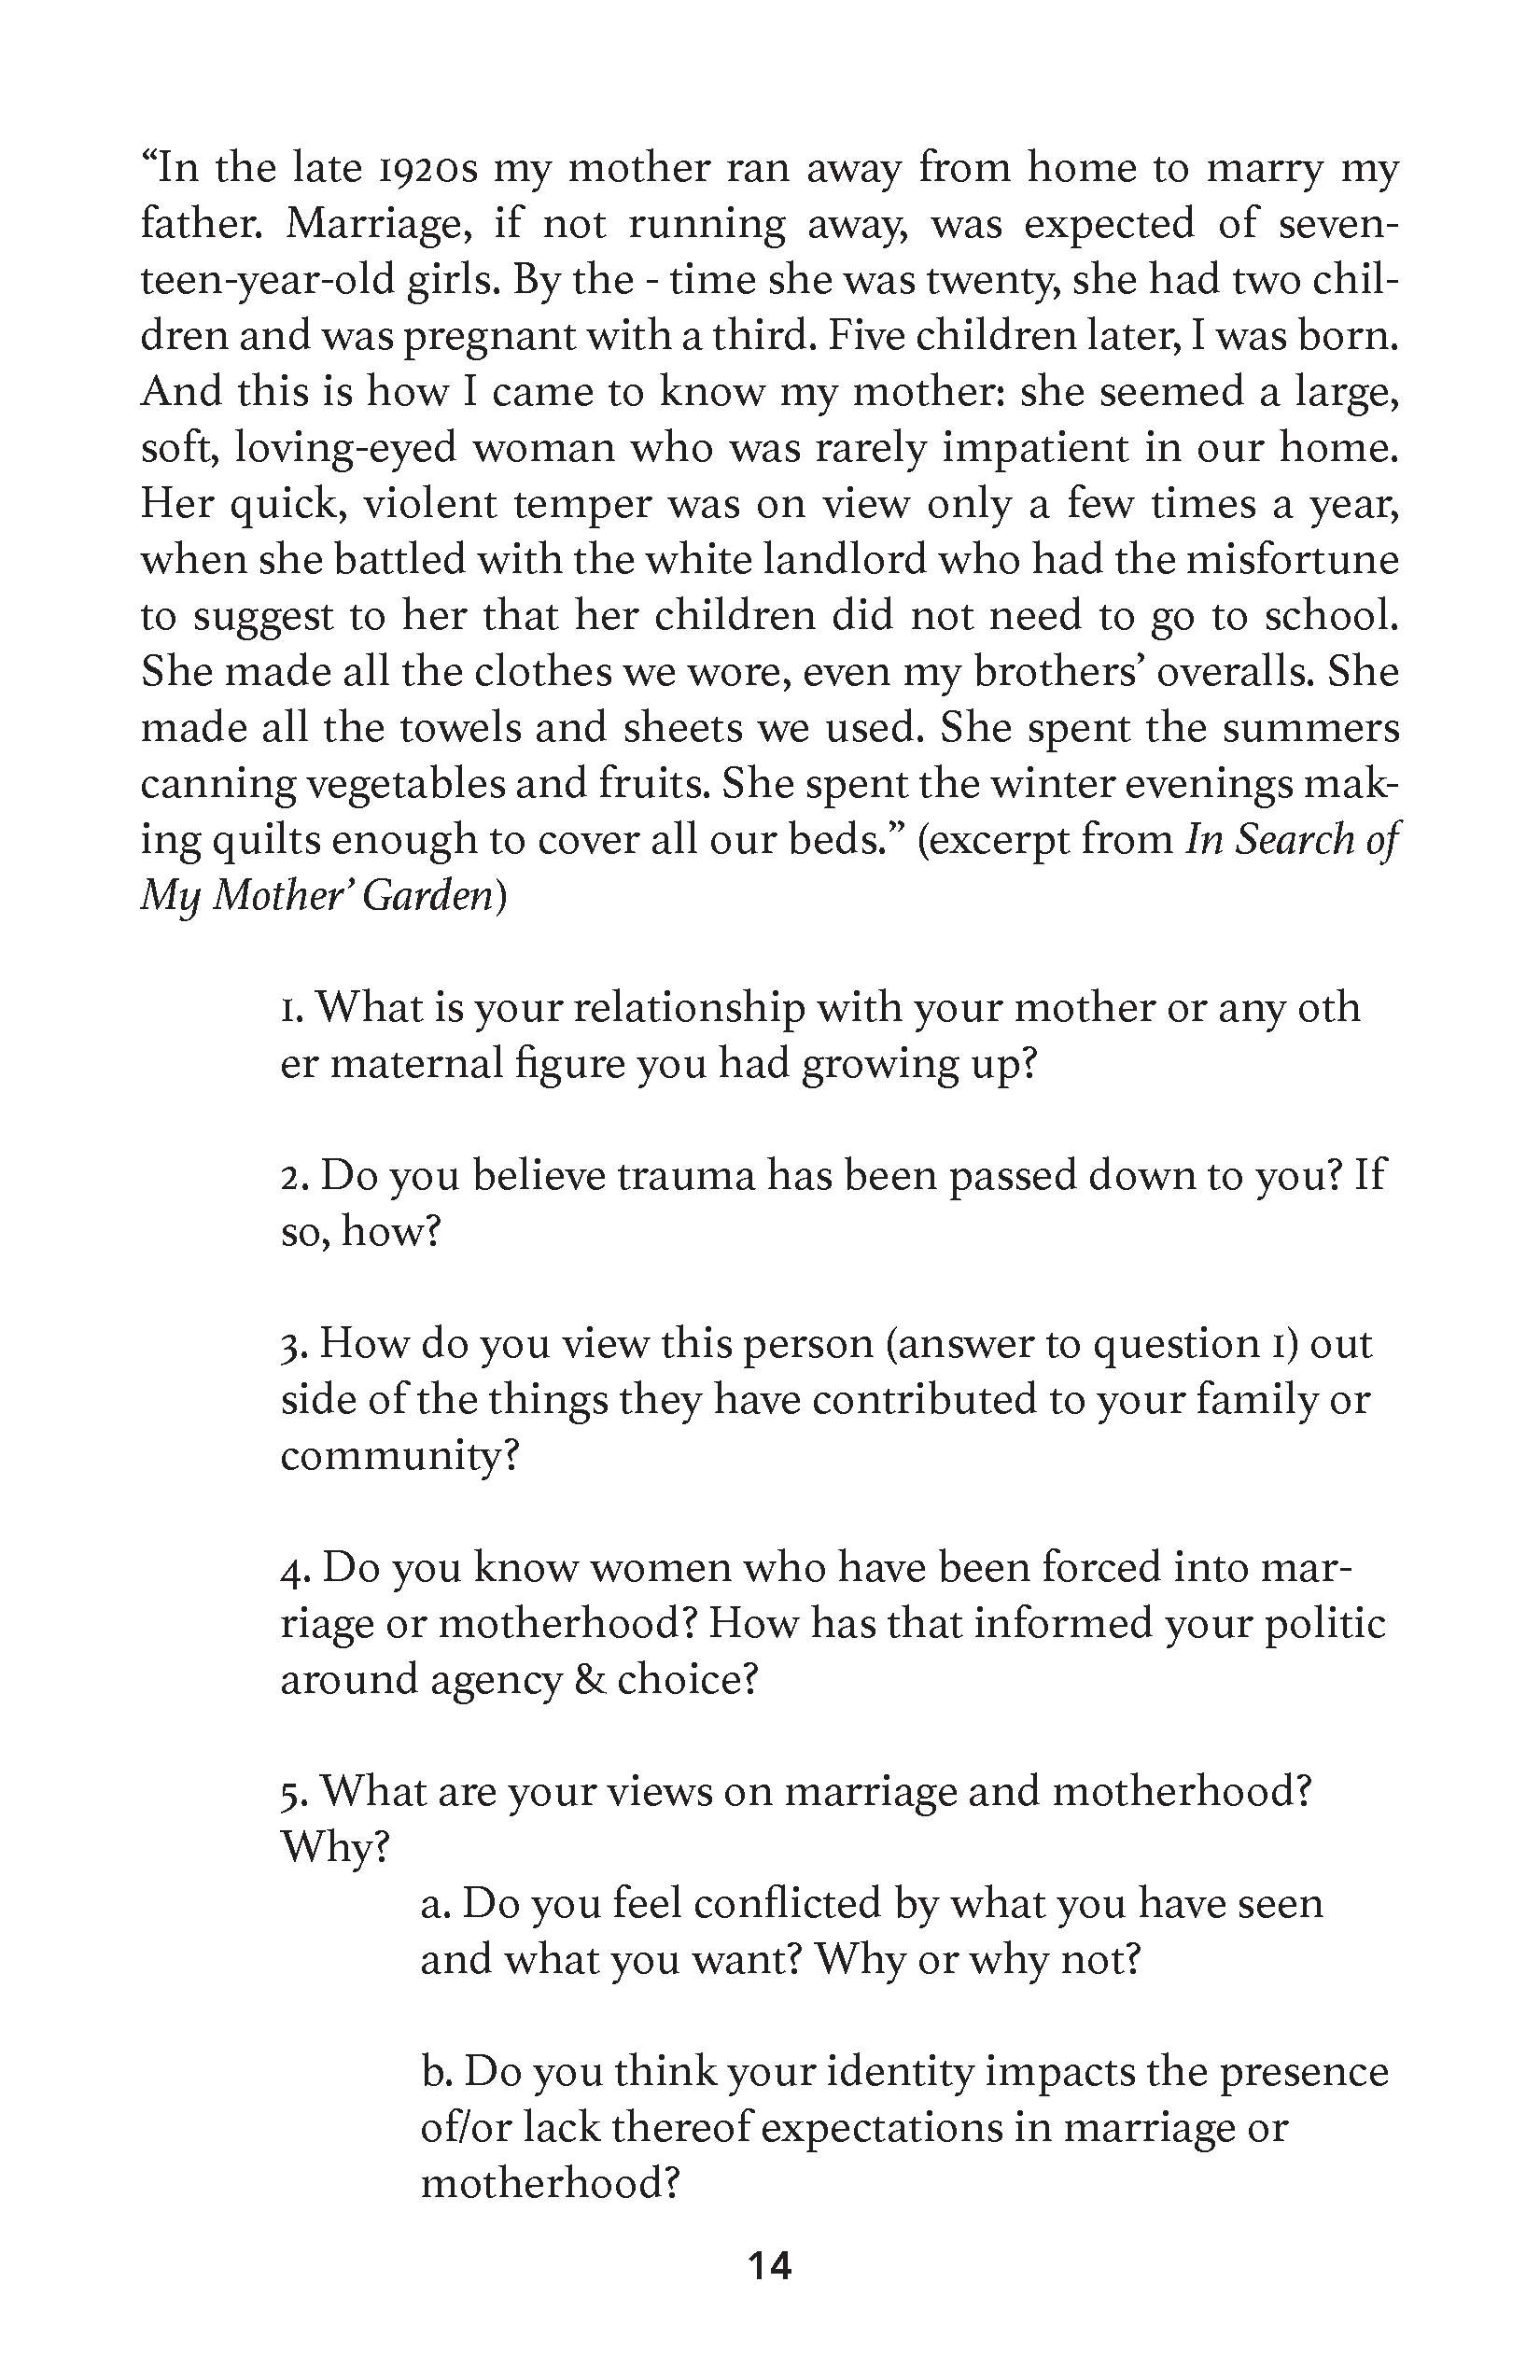 “In the late 1920s my mother ran away from home to marry my
father. Marriage, if not running away, was expected of seven-
teen-year-old girls. By the - time she was twenty, she had two chil-
dren and was pregnant with a third. Five children later, I was born.
And this is how I came to know my mother: she seemed a large,
soft, loving-eyed woman who was rarely impatient in our home.
Her quick, violent temper was on view only a few times a year,
when she battled with the white landlord who had the misfortune
to suggest to her that her children did not need to go to school.
She made all the clothes we wore, even my brothers’ overalls. She
made all the towels and sheets we used. She spent the summers
canning vegetables and fruits. She spent the winter evenings mak-
ing quilts enough to cover all our beds.” (excerpt from In Search of
My Mother’ Garden)
1. What is your relationship with your mother or any oth
er maternal figure you had growing up?
2. Do you believe trauma has been passed down to you? If
so, how?
3. How do you view this person (answer to question 1) out
side of the things they have contributed to your family or
community?
4. Do you know women who have been forced into mar-
riage or motherhood? How has that informed your politic
around agency & choice?
5. What are your views on marriage and motherhood?
Why?
a. Do you feel conflicted by what you have seen
and what you want? Why or why not?
b. Do you think your identity impacts the presence
of/or lack thereof expectations in marriage or
motherhood?
14